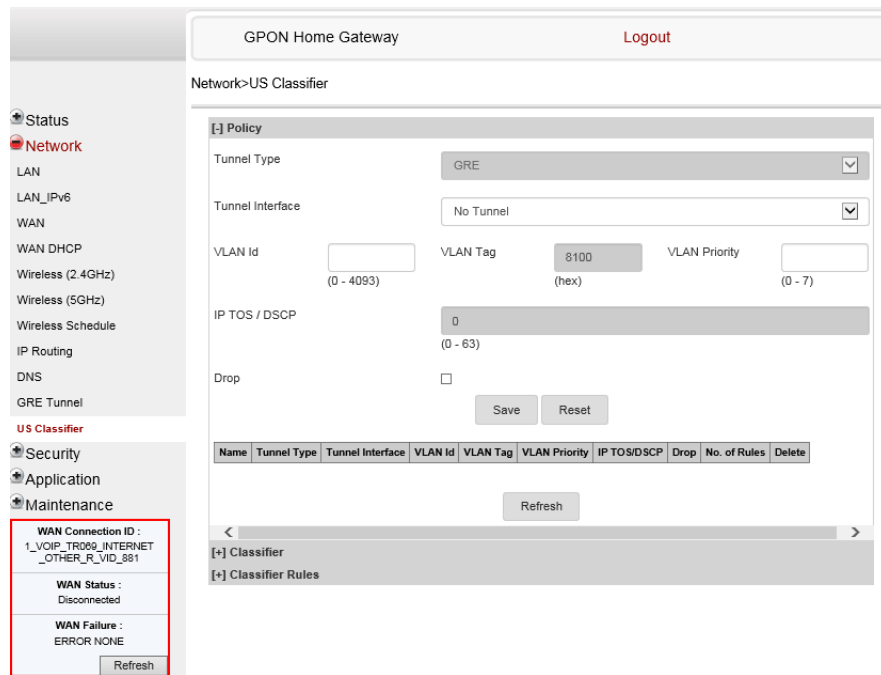 GPON Home Gateway
Logout
Network>US Classifier
Status
Network
LAN
LAN_IPv6
WAN
WAN DHCP
Wireless (2.4GHz)
Wireless (5GHz)
Wireless Schedule
IP Routing
DNS
GRE Tunnel
US Classifier
Security
Application
Maintenance
WAN Connection ID :
1_VOIP_TR069_INTERNET
_OTHER_R_VID_881
WAN Status :
Disconnected
WAN Failure :
ERROR NONE
Refresh
[-] Policy
Tunnel Type GRE
Tunnel Interface No Tunnel
VLAN Id VLAN Tag 8100 VLAN Priority
(0 - 4093) (hex) (0 - 7)
IP TOS / DSCP 0
(0 - 63)
Drop
Save Reset
Name Tunnel Type Tunnel Interface VLAN Id VLAN Tag VLAN Priority IP TOS/DSCP Drop No. of Rules Delete
Refresh
[+] Classifier
[+] Classifier Rules